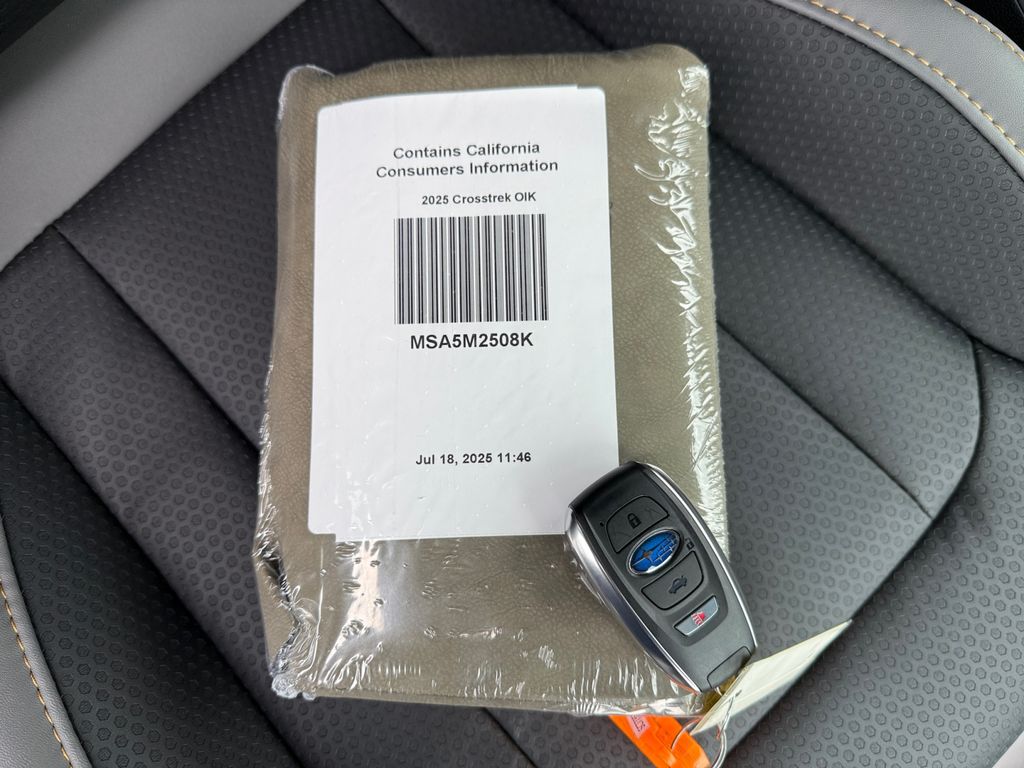 Contains California
Consumers Information
2025 Crosstrek OIK
MSA5M2508K
Jul 18, 2025 11:46